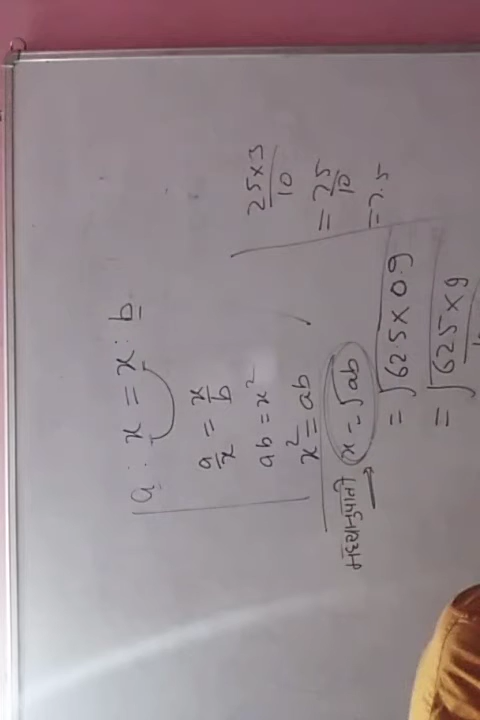 a : x = x : b
a/x = x/b
ab = x²
x² = ab
मध्यानुपाती → x = √ab
= √62.5 × 0.9
= √625 × 9
25 × 3 / 10
= 75/10
= 7.5